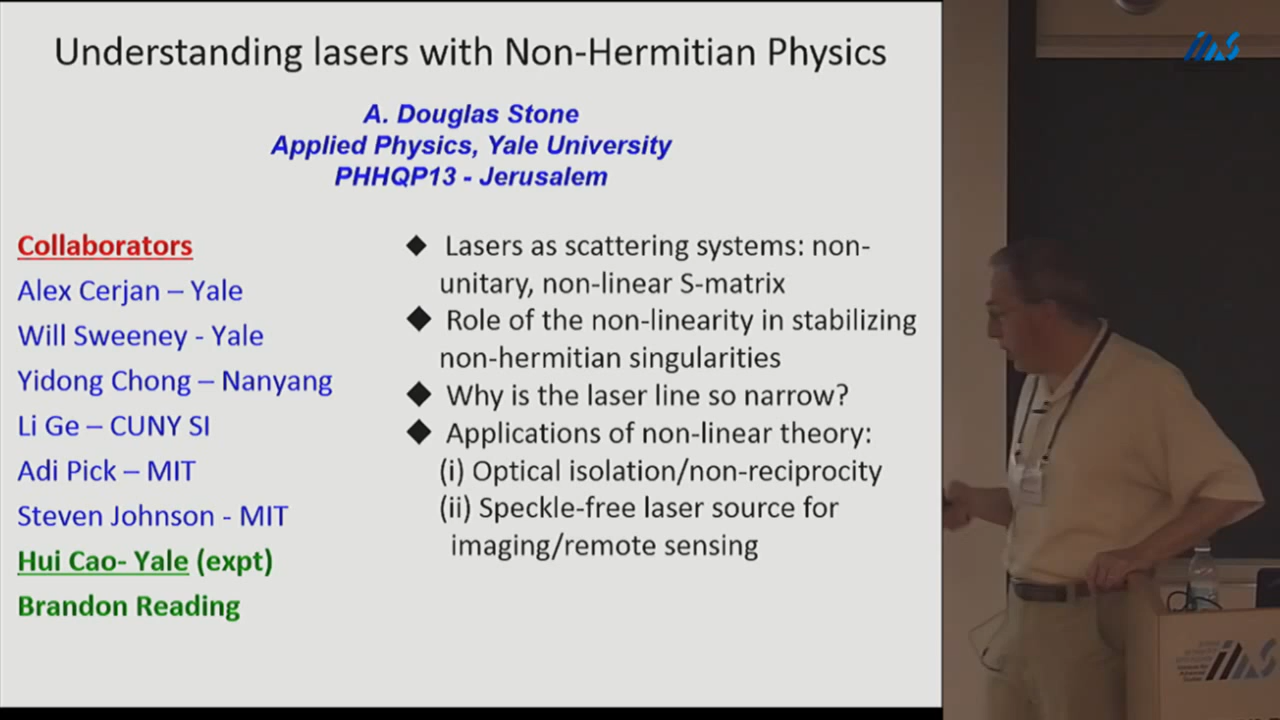 Understanding lasers with Non-Hermitian Physics
A. Douglas Stone
Applied Physics, Yale University
PHHQP13 - Jerusalem
Collaborators
Alex Cerjan – Yale
Will Sweeney - Yale
Yidong Chong – Nanyang
Li Ge – CUNY SI
Adi Pick – MIT
Steven Johnson - MIT
Hui Cao- Yale (expt)
Brandon Reading
◆ Lasers as scattering systems: non-
unitary, non-linear S-matrix
◆ Role of the non-linearity in stabilizing
non-hermitian singularities
◆ Why is the laser line so narrow?
◆ Applications of non-linear theory:
(i) Optical isolation/non-reciprocity
(ii) Speckle-free laser source for
imaging/remote sensing
IIAS
IIAS